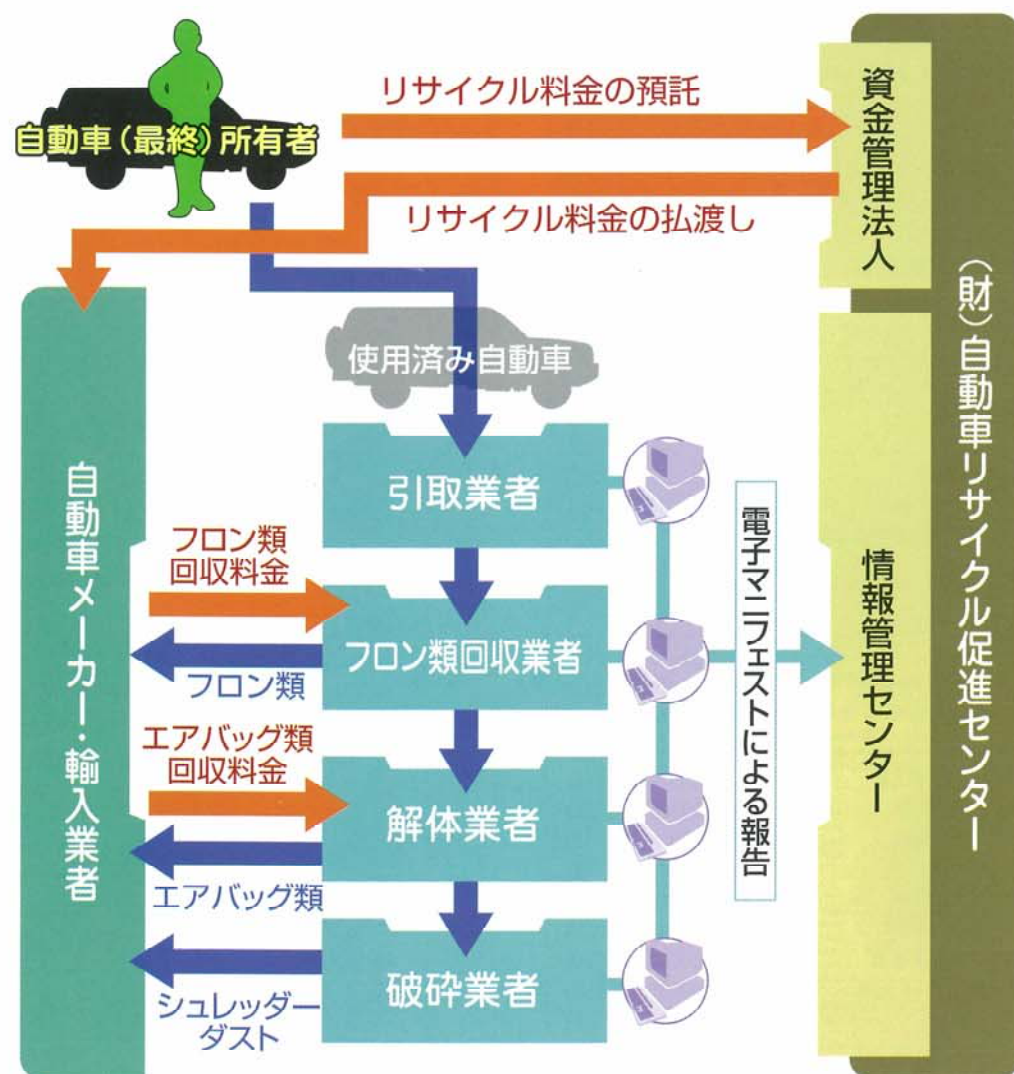 リサイクル料金の預託
自動車(最終)所有者
リサイクル料金の払渡し
資金管理法人
(財)自動車リサイクル促進センター
使用済み自動車
引取業者
自動車メーカー・輸入業者
フロン類
回収料金
フロン類回収業者
フロン類
エアバッグ類
回収料金
解体業者
エアバッグ類
破砕業者
シュレッダー
ダスト
電子マニフェストによる報告
情報管理センター